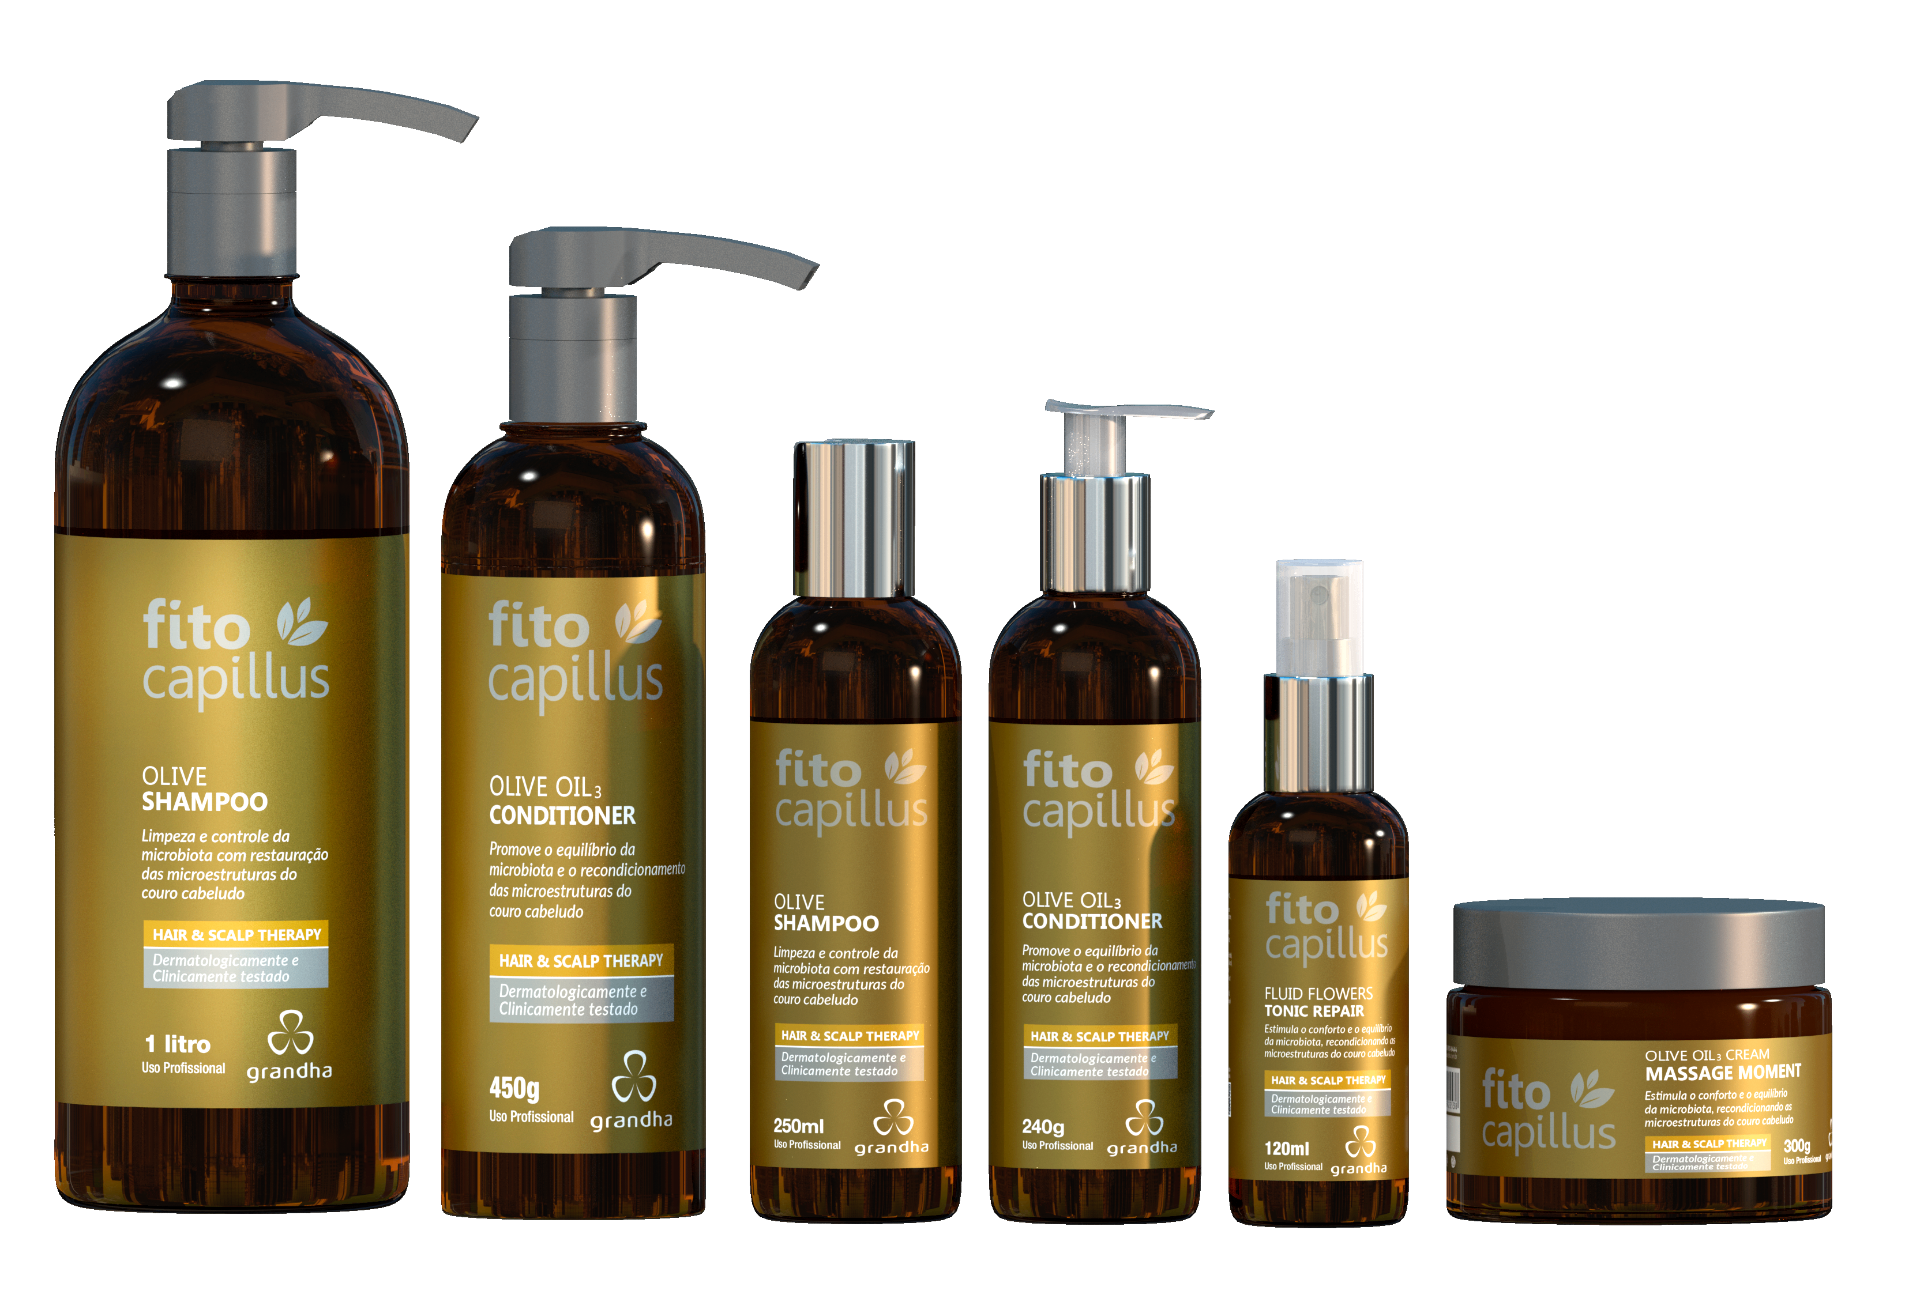 fito
capillus
OLIVE
SHAMPOO
Limpeza e controle da
microbiota com restauração
das microestruturas do
couro cabeludo
HAIR & SCALP THERAPY
Dermatologicamente e
Clinicamente testado
1 litro
Uso Profissional
grandha
fito
capillus
OLIVE OIL3
CONDITIONER
Promove o equilíbrio da
microbiota e o recondicionamento
das microestruturas do
couro cabeludo
HAIR & SCALP THERAPY
Dermatologicamente e
Clinicamente testado
450g
Uso Profissional
grandha
fito
capillus
OLIVE
SHAMPOO
Limpeza e controle da
microbiota com restauração
das microestruturas do
couro cabeludo
HAIR & SCALP THERAPY
Dermatologicamente e
Clinicamente testado
250ml
Uso Profissional
grandha
fito
capillus
OLIVE OIL3
CONDITIONER
Promove o equilíbrio da
microbiota e o recondicionamento
das microestruturas do
couro cabeludo
HAIR & SCALP THERAPY
Dermatologicamente e
Clinicamente testado
240g
Uso Profissional
grandha
fito
capillus
FLUID FLOWERS
TONIC REPAIR
Estimula o conforto e o equilíbrio
da microbiota, recondicionando as
microestruturas do couro cabeludo
HAIR & SCALP THERAPY
Dermatologicamente e
Clinicamente testado
120ml
Uso Profissional
grandha
fito
capillus
OLIVE OIL3 CREAM
MASSAGE MOMENT
Estimula o conforto e o equilíbrio
da microbiota, recondicionando as
microestruturas do couro cabeludo
HAIR & SCALP THERAPY
Dermatologicamente e
Clinicamente testado
300g
Uso Profissional